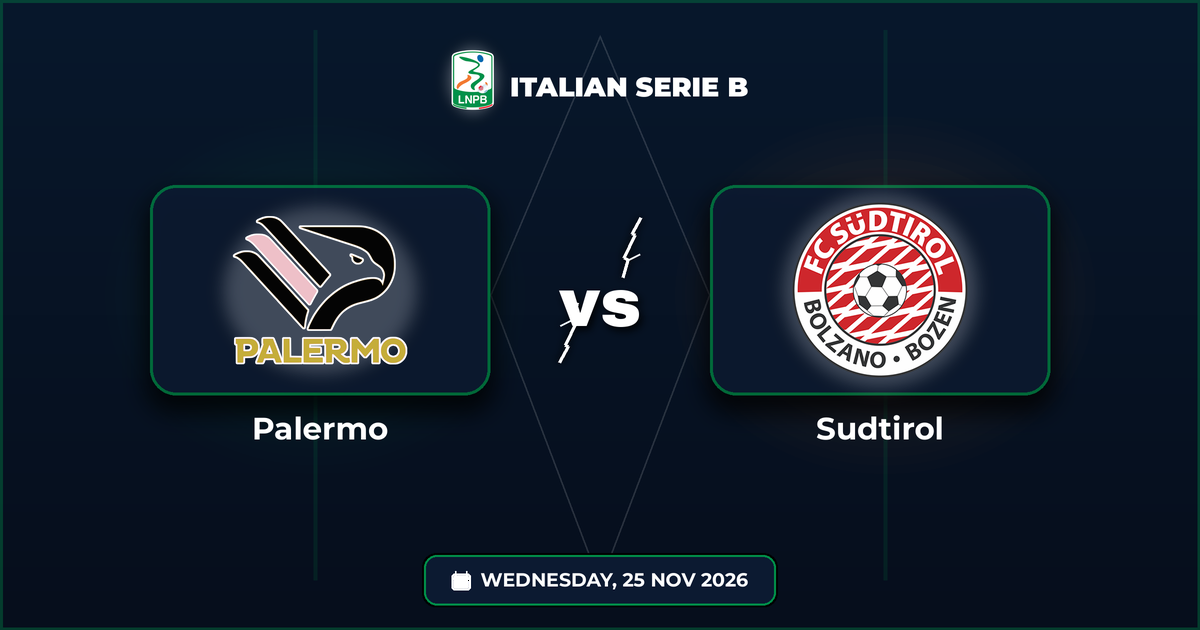 LNPB
ITALIAN SERIE B
PALERMO
vs
FC SÜDTIROL
BOLZANO • BOZEN
Palermo
Sudtirol
WEDNESDAY, 25 NOV 2026